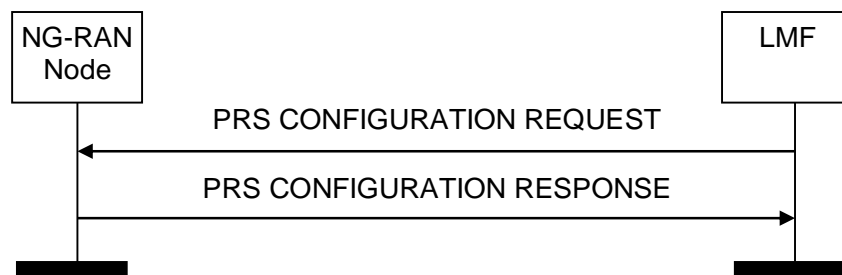 NG-RAN
Node
LMF
PRS CONFIGURATION REQUEST
PRS CONFIGURATION RESPONSE